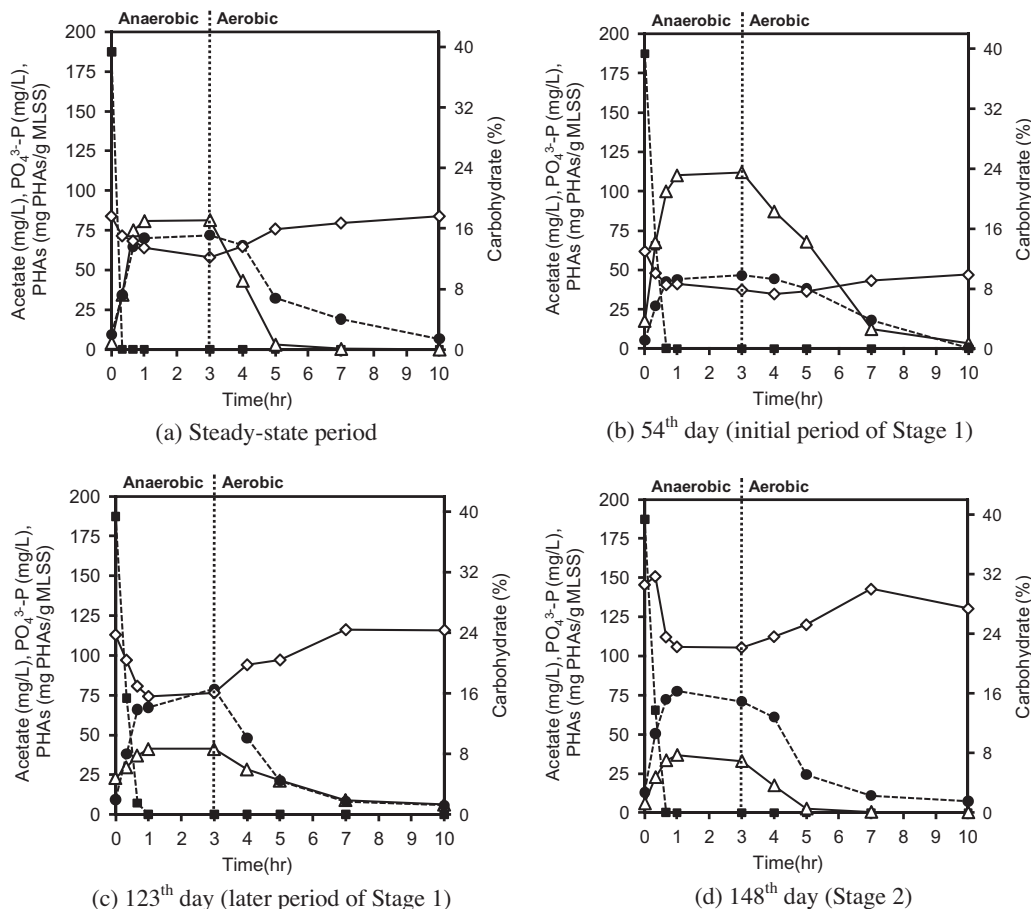 Anaerobic Aerobic
200
175
150
125
100
75
50
25
0
40
32
24
16
8
0
Acetate (mg/L), PO₄³⁻-P (mg/L),
PHAs (mg PHAs/g MLSS)
Carbohydrate (%)
0 1 2 3 4 5 6 7 8 9 10
Time(hr)
(a) Steady-state period
Anaerobic Aerobic
200
175
150
125
100
75
50
25
0
40
32
24
16
8
0
Acetate (mg/L), PO₄³⁻-P (mg/L),
PHAs (mg PHAs/g MLSS)
Carbohydrate (%)
0 1 2 3 4 5 6 7 8 9 10
Time(hr)
(b) 54th day (initial period of Stage 1)
Anaerobic Aerobic
200
175
150
125
100
75
50
25
0
40
32
24
16
8
0
Acetate (mg/L), PO₄³⁻-P (mg/L),
PHAs (mg PHAs/g MLSS)
Carbohydrate (%)
0 1 2 3 4 5 6 7 8 9 10
Time(hr)
(c) 123th day (later period of Stage 1)
Anaerobic Aerobic
200
175
150
125
100
75
50
25
0
40
32
24
16
8
0
Acetate (mg/L), PO₄³⁻-P (mg/L),
PHAs (mg PHAs/g MLSS)
Carbohydrate (%)
0 1 2 3 4 5 6 7 8 9 10
Time(hr)
(d) 148th day (Stage 2)